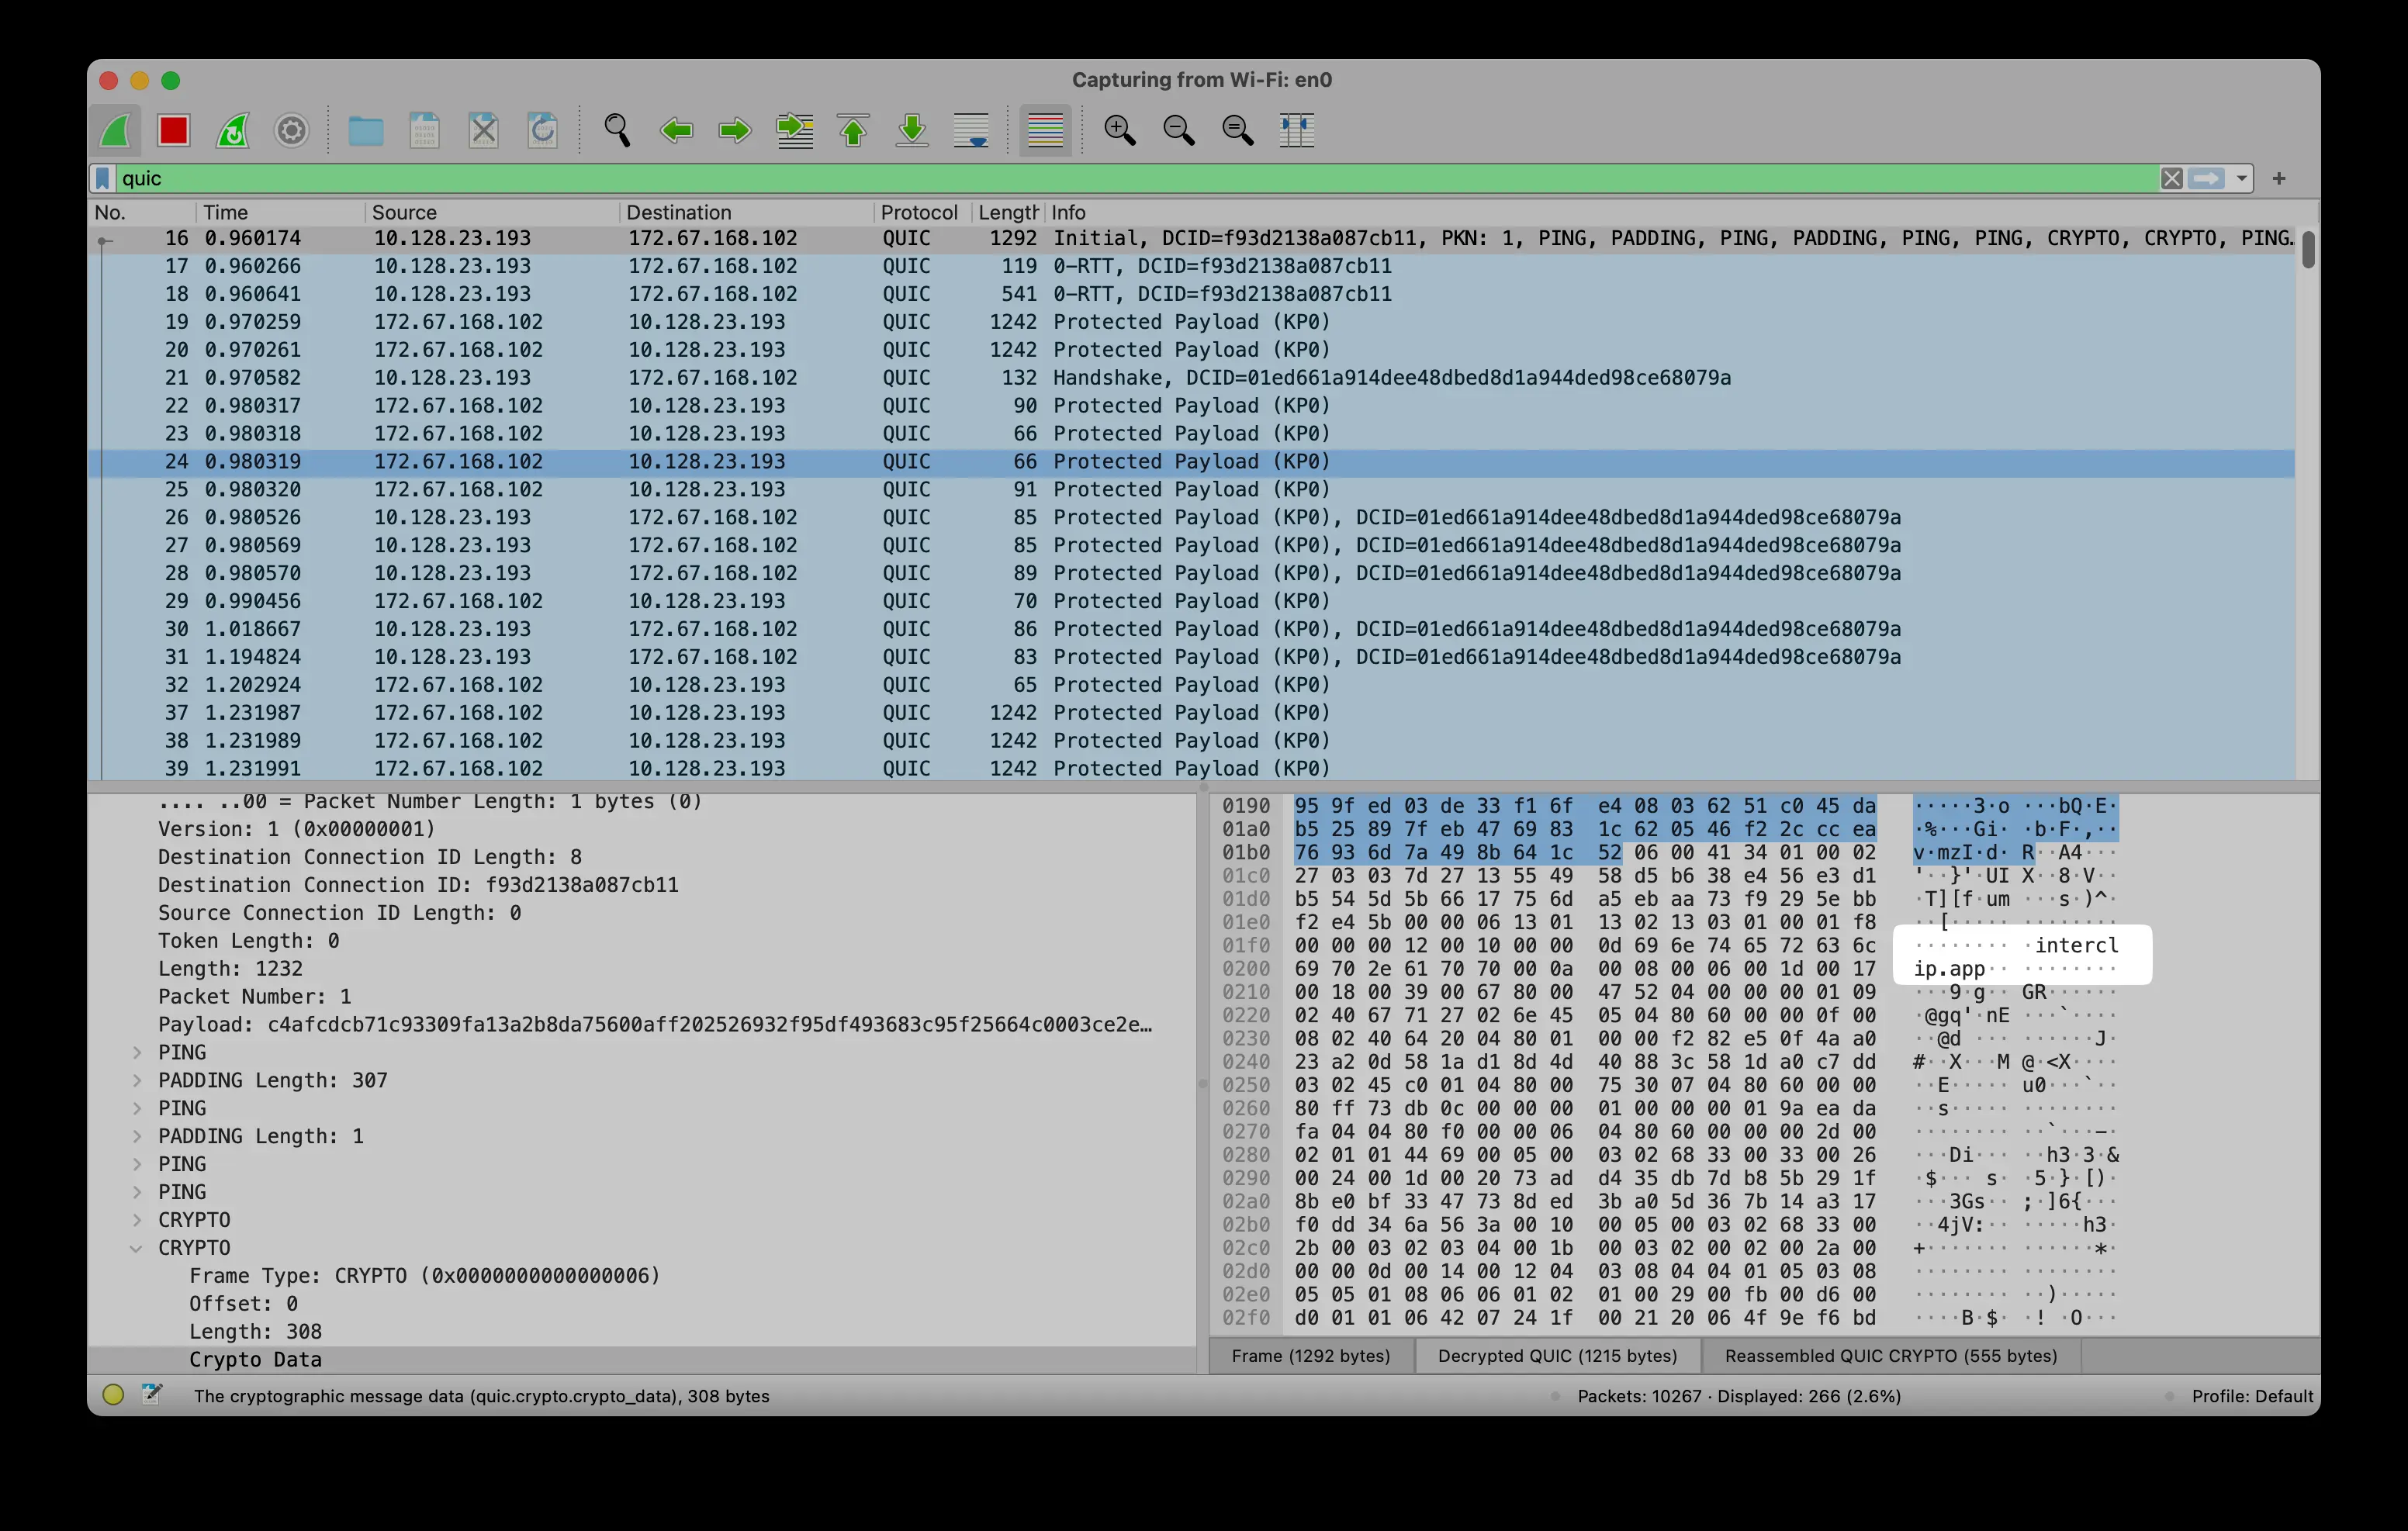 Capturing from Wi-Fi: en0
quic
No. Time Source Destination Protocol Length Info
16 0.960174 10.128.23.193 172.67.168.102 QUIC 1292 Initial, DCID=f93d2138a087cb11, PKN: 1, PING, PADDING, PING, PADDING, PING, PING, CRYPTO, CRYPTO, PING…
17 0.960266 10.128.23.193 172.67.168.102 QUIC 119 0-RTT, DCID=f93d2138a087cb11
18 0.960641 10.128.23.193 172.67.168.102 QUIC 541 0-RTT, DCID=f93d2138a087cb11
19 0.970259 172.67.168.102 10.128.23.193 QUIC 1242 Protected Payload (KP0)
20 0.970261 172.67.168.102 10.128.23.193 QUIC 1242 Protected Payload (KP0)
21 0.970582 10.128.23.193 172.67.168.102 QUIC 132 Handshake, DCID=01ed661a914dee48dbed8d1a944ded98ce68079a
22 0.980317 172.67.168.102 10.128.23.193 QUIC 90 Protected Payload (KP0)
23 0.980318 172.67.168.102 10.128.23.193 QUIC 66 Protected Payload (KP0)
24 0.980319 172.67.168.102 10.128.23.193 QUIC 66 Protected Payload (KP0)
25 0.980320 172.67.168.102 10.128.23.193 QUIC 91 Protected Payload (KP0)
26 0.980526 10.128.23.193 172.67.168.102 QUIC 85 Protected Payload (KP0), DCID=01ed661a914dee48dbed8d1a944ded98ce68079a
27 0.980569 10.128.23.193 172.67.168.102 QUIC 85 Protected Payload (KP0), DCID=01ed661a914dee48dbed8d1a944ded98ce68079a
28 0.980570 10.128.23.193 172.67.168.102 QUIC 89 Protected Payload (KP0), DCID=01ed661a914dee48dbed8d1a944ded98ce68079a
29 0.990456 172.67.168.102 10.128.23.193 QUIC 70 Protected Payload (KP0)
30 1.018667 10.128.23.193 172.67.168.102 QUIC 86 Protected Payload (KP0), DCID=01ed661a914dee48dbed8d1a944ded98ce68079a
31 1.194824 10.128.23.193 172.67.168.102 QUIC 83 Protected Payload (KP0), DCID=01ed661a914dee48dbed8d1a944ded98ce68079a
32 1.202924 172.67.168.102 10.128.23.193 QUIC 65 Protected Payload (KP0)
37 1.231987 172.67.168.102 10.128.23.193 QUIC 1242 Protected Payload (KP0)
38 1.231989 172.67.168.102 10.128.23.193 QUIC 1242 Protected Payload (KP0)
39 1.231991 172.67.168.102 10.128.23.193 QUIC 1242 Protected Payload (KP0)
.... ..00 = Packet Number Length: 1 bytes (0)
Version: 1 (0x00000001)
Destination Connection ID Length: 8
Destination Connection ID: f93d2138a087cb11
Source Connection ID Length: 0
Token Length: 0
Length: 1232
Packet Number: 1
Payload: c4afcdcb71c93309fa13a2b8da75600aff202526932f95df493683c95f25664c0003ce2e…
PING
PADDING Length: 307
PING
PADDING Length: 1
PING
PING
CRYPTO
CRYPTO
Frame Type: CRYPTO (0x0000000000000006)
Offset: 0
Length: 308
Crypto Data
0190 95 9f ed 03 de 33 f1 6f e4 08 03 62 51 c0 45 da ·····3·o ···bQ·E·
01a0 b5 25 89 7f eb 47 69 83 1c 62 05 46 f2 2c cc ea ·%···Gi· ·b·F·,··
01b0 76 93 6d 7a 49 8b 64 1c 52 06 00 41 34 01 00 02 v·mzI·d· R··A4···
01c0 27 03 03 7d 27 13 55 49 58 d5 b6 38 e4 56 e3 d1 '··}'·UI X··8·V··
01d0 b5 54 5d 5b 66 17 75 6d a5 eb aa 73 f9 29 5e bb ·T][f·um ···s·)^·
01e0 f2 e4 5b 00 00 06 13 01 13 02 13 03 01 00 01 f8 ··[····· ········
01f0 00 00 00 12 00 10 00 00 0d 69 6e 74 65 72 63 6c ········ ·intercl
0200 69 70 2e 61 70 70 00 0a 00 08 00 06 00 1d 00 17 ip.app·· ········
0210 00 18 00 39 00 67 80 00 47 52 04 00 00 00 01 09 ···9·g·· GR······
0220 02 40 67 71 27 02 6e 45 05 04 80 60 00 00 0f 00 ·@gq'·nE ···`····
0230 08 02 40 64 20 04 80 01 00 00 f2 82 e5 0f 4a a0 ··@d ··· ······J·
0240 23 a2 0d 58 1a d1 8d 4d 40 88 3c 58 1d a0 c7 dd #··X···M @·<X····
0250 03 02 45 c0 01 04 80 00 75 30 07 04 80 60 00 00 ··E····· u0···`··
0260 80 ff 73 db 0c 00 00 00 01 00 00 00 01 9a ea da ··s····· ········
0270 fa 04 04 80 f0 00 00 06 04 80 60 00 00 00 2d 00 ········ ··`···-·
0280 02 01 01 44 69 00 05 00 03 02 68 33 00 33 00 26 ···Di··· ··h3·3·&
0290 00 24 00 1d 00 20 73 ad d4 35 db 7d b8 5b 29 1f ·$··· s· ·5·}·[)·
02a0 8b e0 bf 33 47 73 8d ed 3b a0 5d 36 7b 14 a3 17 ···3Gs·· ;·]6{···
02b0 f0 dd 34 6a 56 3a 00 10 00 05 00 03 02 68 33 00 ··4jV:·· ·····h3·
02c0 2b 00 03 02 03 04 00 1b 00 03 02 00 02 00 2a 00 +······· ······*·
02d0 00 00 0d 00 14 00 12 04 03 08 04 04 01 05 03 08 ········ ········
02e0 05 05 01 08 06 06 01 02 01 00 29 00 fb 00 d6 00 ········ ··)·····
02f0 d0 01 01 06 42 07 24 1f 00 21 20 06 4f 9e f6 bd ····B·$· ·! ·O···
Frame (1292 bytes) Decrypted QUIC (1215 bytes) Reassembled QUIC CRYPTO (555 bytes)
The cryptographic message data (quic.crypto.crypto_data), 308 bytes Packets: 10267 · Displayed: 266 (2.6%) Profile: Default